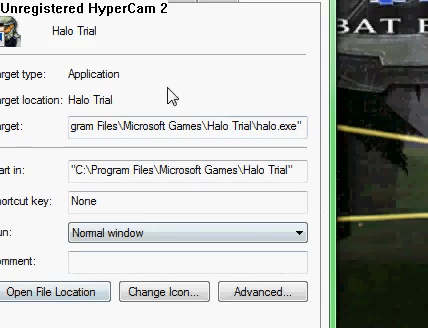 Unregistered HyperCam 2
Halo Trial
arget type: Application
arget location: Halo Trial
arget: gram Files\Microsoft Games\Halo Trial\halo.exe"
art in: "C:\Program Files\Microsoft Games\Halo Trial"
hortcut key: None
un: Normal window
omment:
Open File Location Change Icon... Advanced...
BAT E